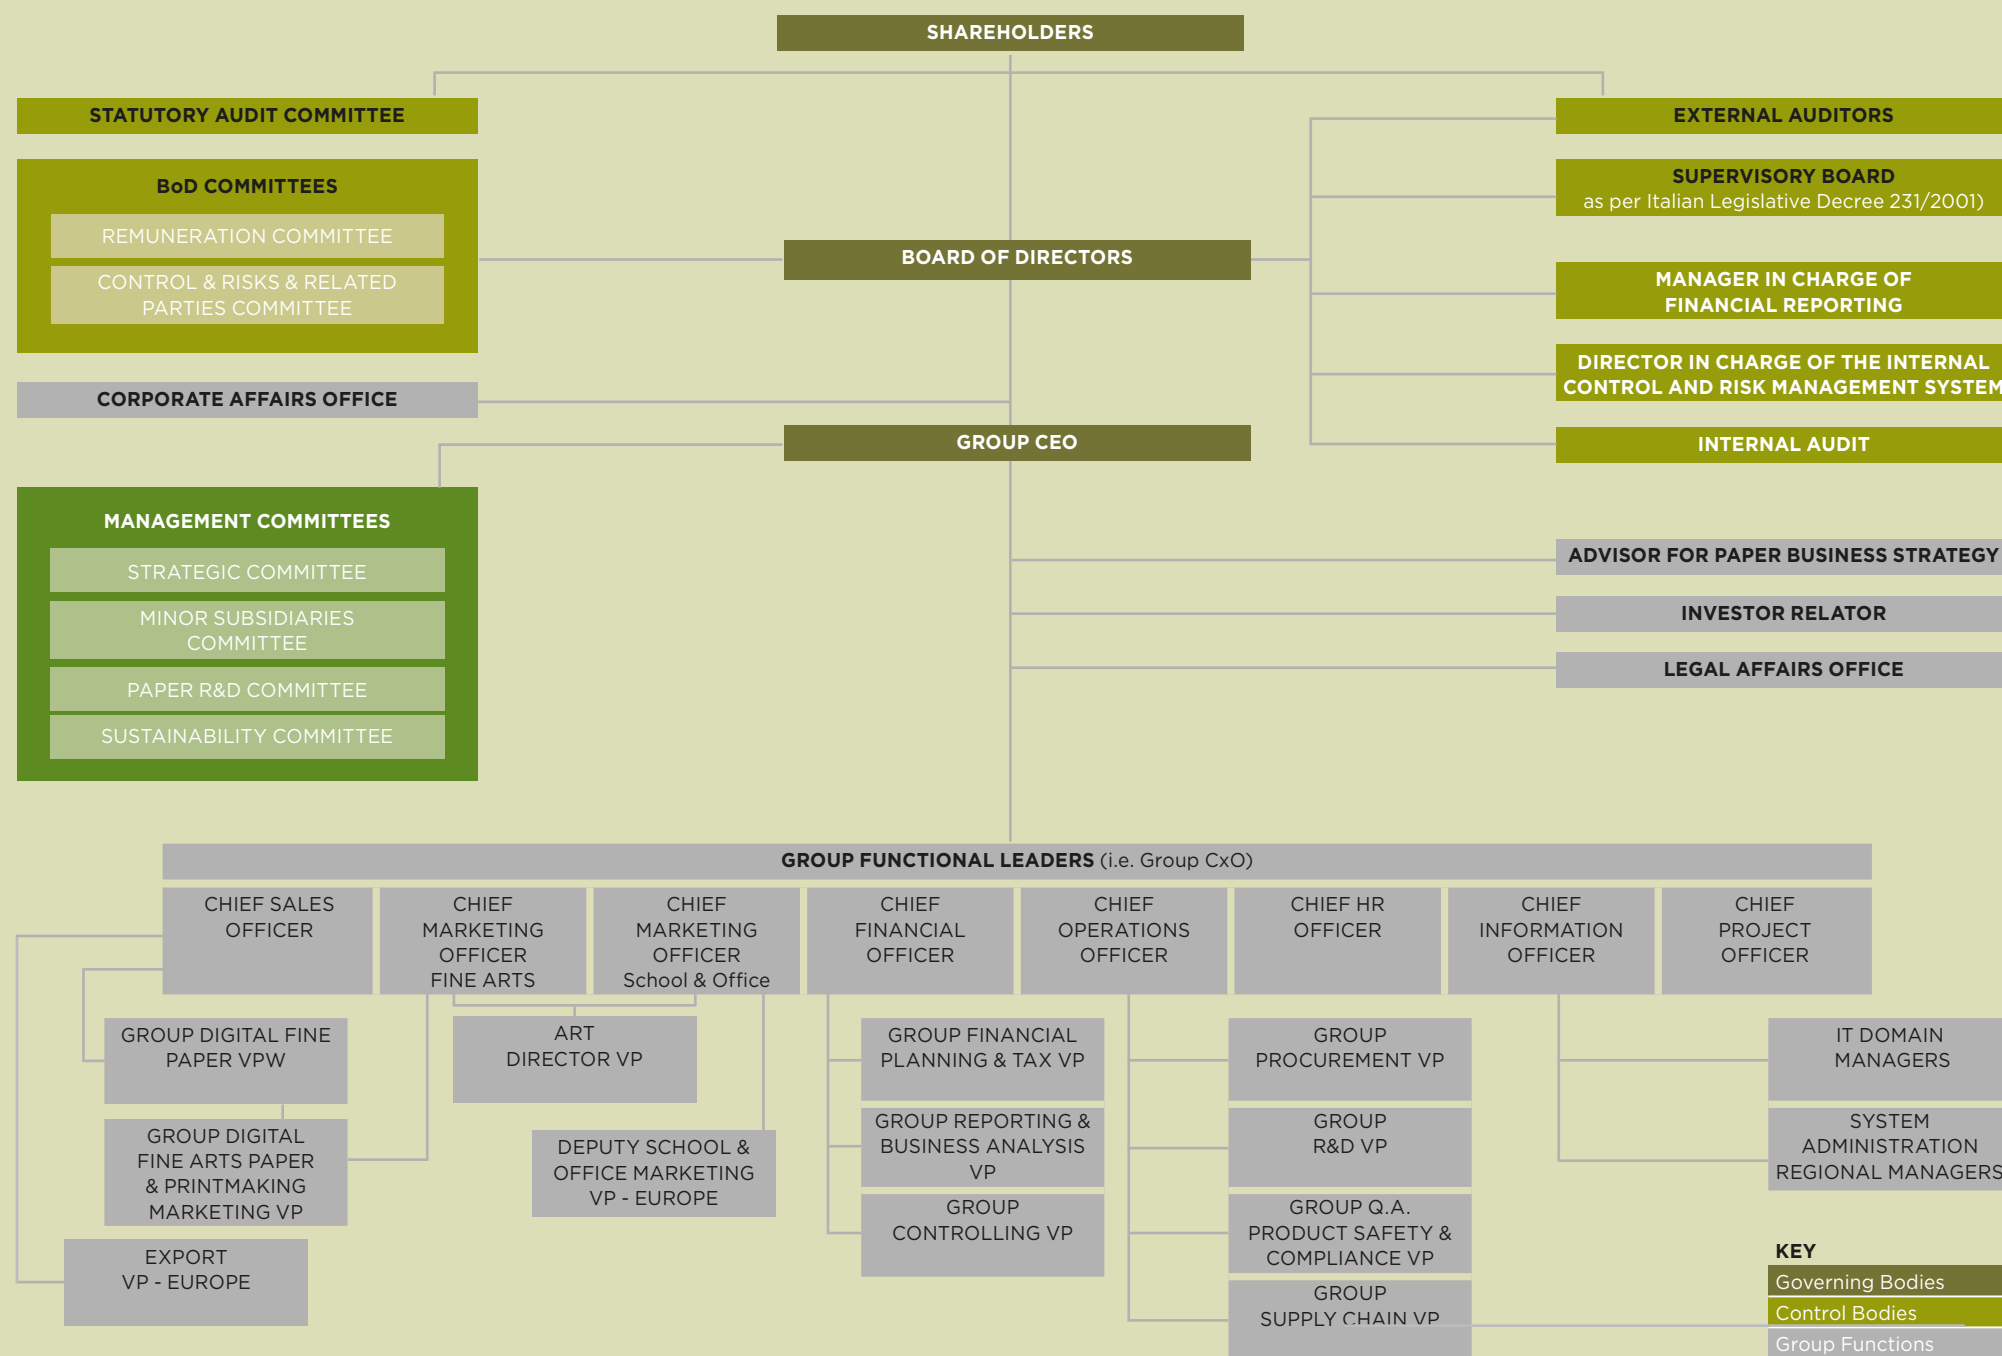 SHAREHOLDERS
STATUTORY AUDIT COMMITTEE
EXTERNAL AUDITORS
BoD COMMITTEES
REMUNERATION COMMITTEE
CONTROL & RISKS & RELATED
PARTIES COMMITTEE
SUPERVISORY BOARD
as per Italian Legislative Decree 231/2001)
BOARD OF DIRECTORS
MANAGER IN CHARGE OF
FINANCIAL REPORTING
DIRECTOR IN CHARGE OF THE INTERNAL
CONTROL AND RISK MANAGEMENT SYSTEM
CORPORATE AFFAIRS OFFICE
GROUP CEO
INTERNAL AUDIT
MANAGEMENT COMMITTEES
STRATEGIC COMMITTEE
MINOR SUBSIDIARIES
COMMITTEE
PAPER R&D COMMITTEE
SUSTAINABILITY COMMITTEE
ADVISOR FOR PAPER BUSINESS STRATEGY
INVESTOR RELATOR
LEGAL AFFAIRS OFFICE
GROUP FUNCTIONAL LEADERS (i.e. Group CxO)
CHIEF SALES
OFFICER
CHIEF
MARKETING
OFFICER
FINE ARTS
CHIEF
MARKETING
OFFICER
School & Office
CHIEF
FINANCIAL
OFFICER
CHIEF
OPERATIONS
OFFICER
CHIEF HR
OFFICER
CHIEF
INFORMATION
OFFICER
CHIEF
PROJECT
OFFICER
GROUP DIGITAL FINE
PAPER VPW
GROUP DIGITAL
FINE ARTS PAPER
& PRINTMAKING
MARKETING VP
EXPORT
VP - EUROPE
ART
DIRECTOR VP
DEPUTY SCHOOL &
OFFICE MARKETING
VP - EUROPE
GROUP FINANCIAL
PLANNING & TAX VP
GROUP REPORTING &
BUSINESS ANALYSIS
VP
GROUP
CONTROLLING VP
GROUP
PROCUREMENT VP
GROUP
R&D VP
GROUP Q.A.
PRODUCT SAFETY &
COMPLIANCE VP
GROUP
SUPPLY CHAIN VP
IT DOMAIN
MANAGERS
SYSTEM
ADMINISTRATION
REGIONAL MANAGERS
KEY
Governing Bodies
Control Bodies
Group Functions